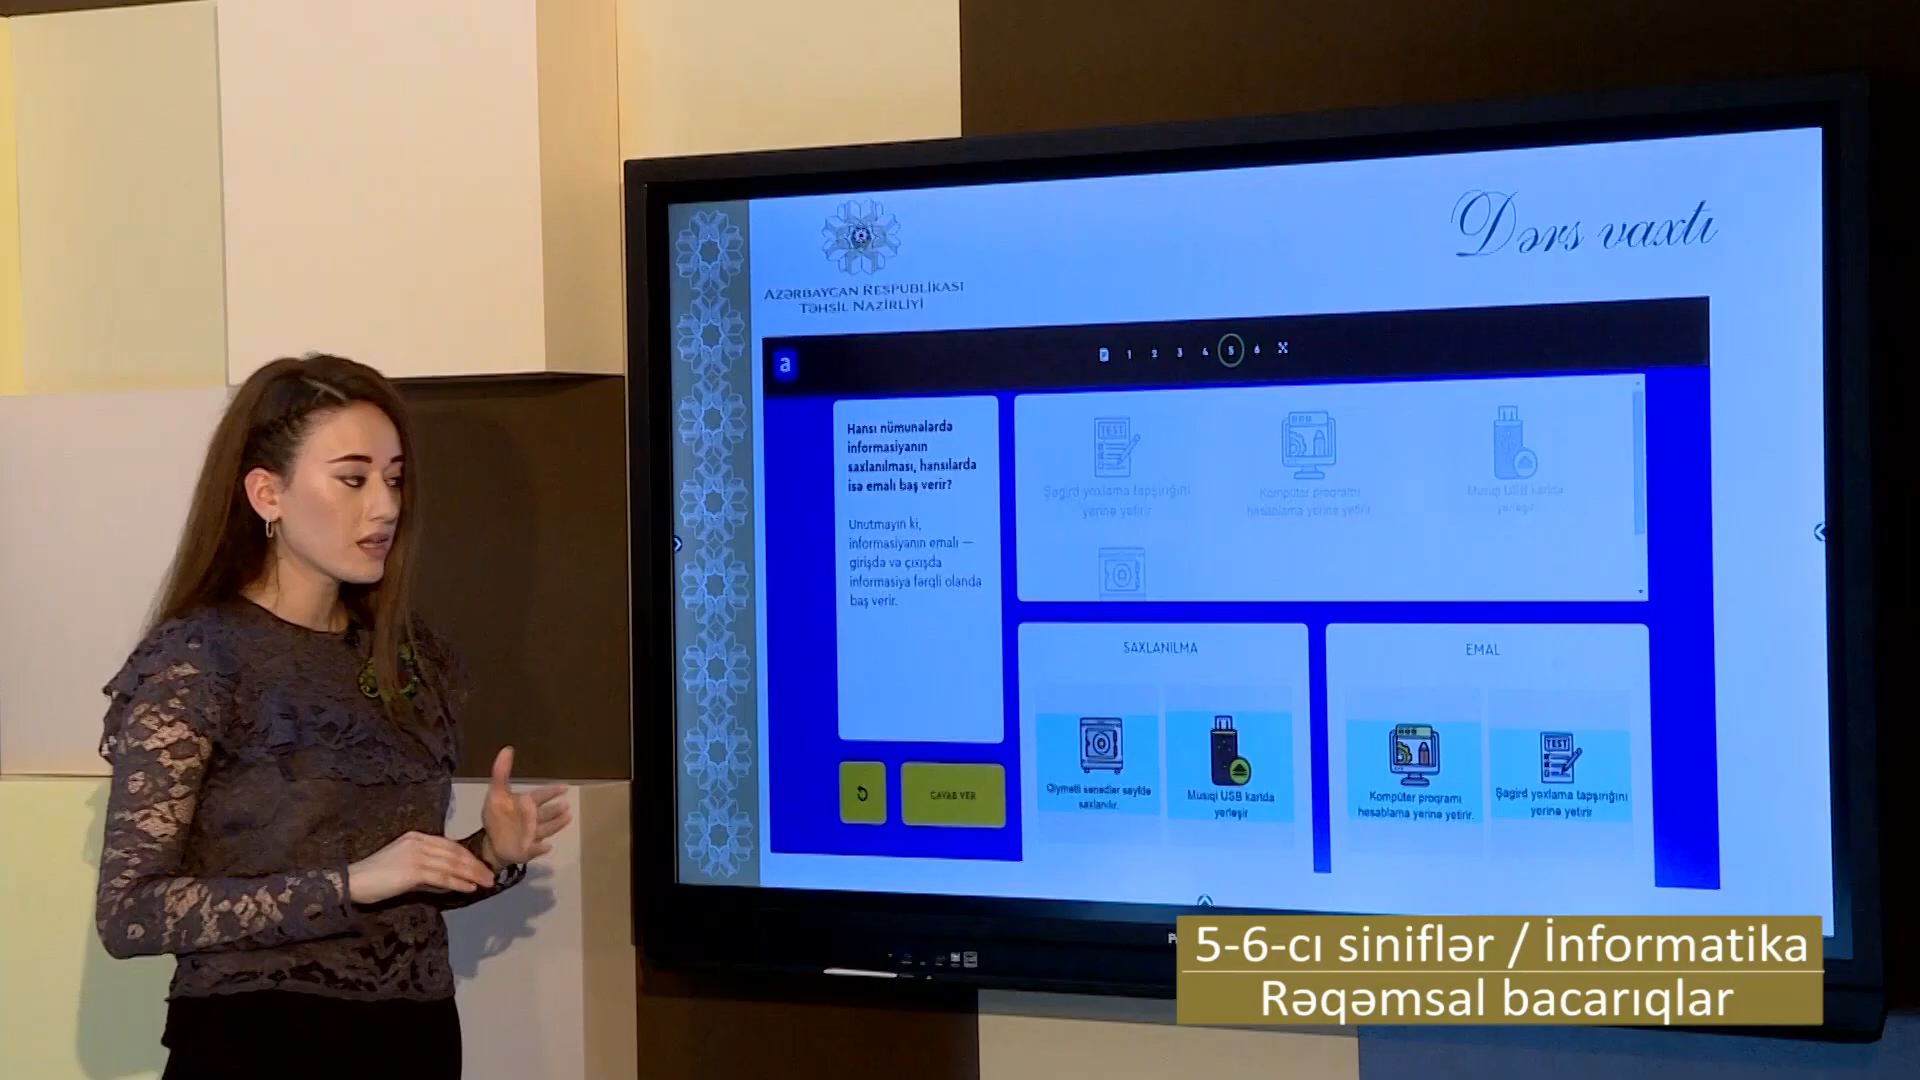 Dərs vaxtı
AZƏRBAYCAN RESPUBLİKASI
TƏHSİL NAZİRLİYİ
a
1 2 3 4 5 6
Hansı nümunələrdə
informasiyanın
saxlanılması, hansılarda
isə emalı baş verir?
Unutmayın ki,
informasiyanın emalı —
girişdə və çıxışda
informasiya fərqli olanda
baş verir.
CAVAB VER
TEST
Şagird yoxlama tapşırığını
yerinə yetirir
Kompüter proqramı
hesablama yerinə yetirir.
Musiqi USB kartda
yerləşir
SAXLANILMA
Qiymətli sənədlər seyfdə
saxlanılır.
Musiqi USB kartda
yerləşir
EMAL
Kompüter proqramı
hesablama yerinə yetirir.
TEST
Şagird yoxlama tapşırığını
yerinə yetirir
5-6-cı siniflər / İnformatika
Rəqəmsal bacarıqlar